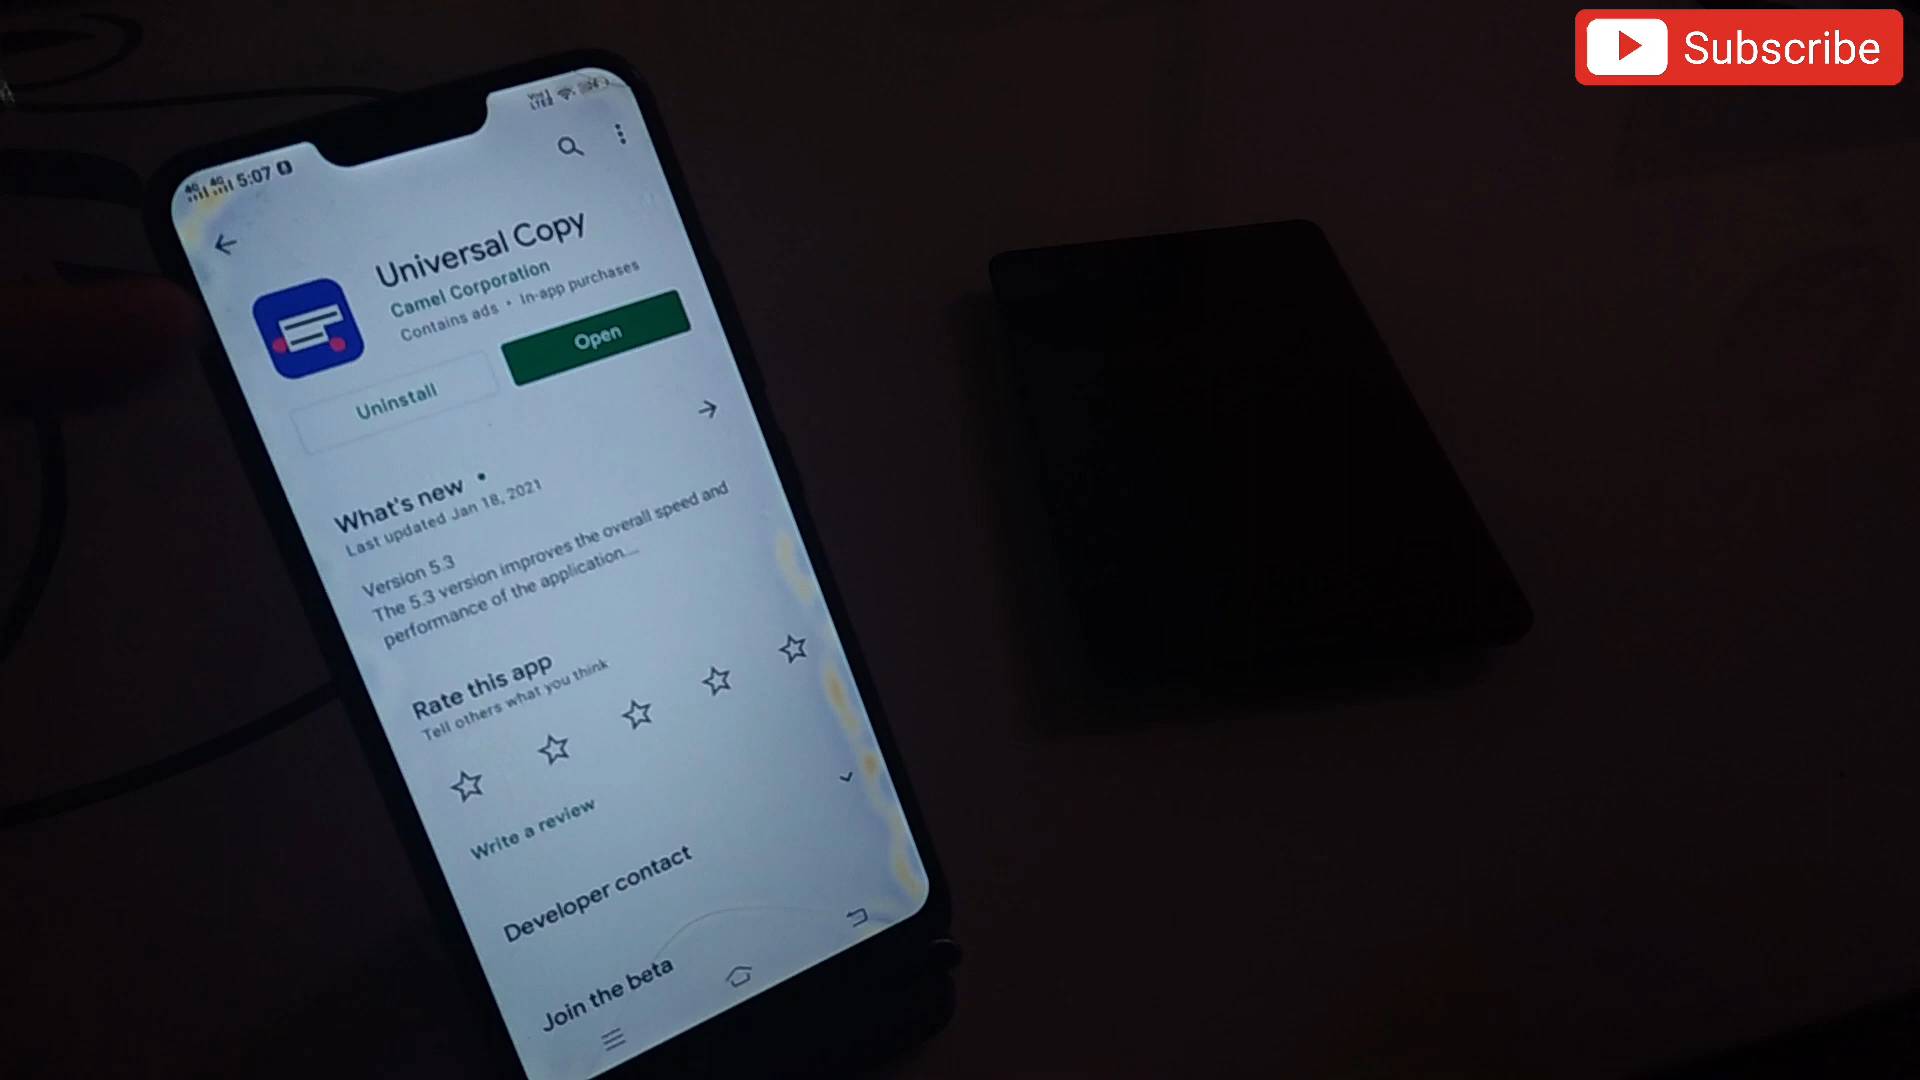 Subscribe
4G 4G 5:07
Universal Copy
Camel Corporation
Contains ads • In-app purchases
Uninstall
Open
What's new •
Last updated Jan 18, 2021
Version 5.3
The 5.3 version improves the overall speed and
performance of the application....
Rate this app
Tell others what you think
Write a review
Developer contact
Join the beta